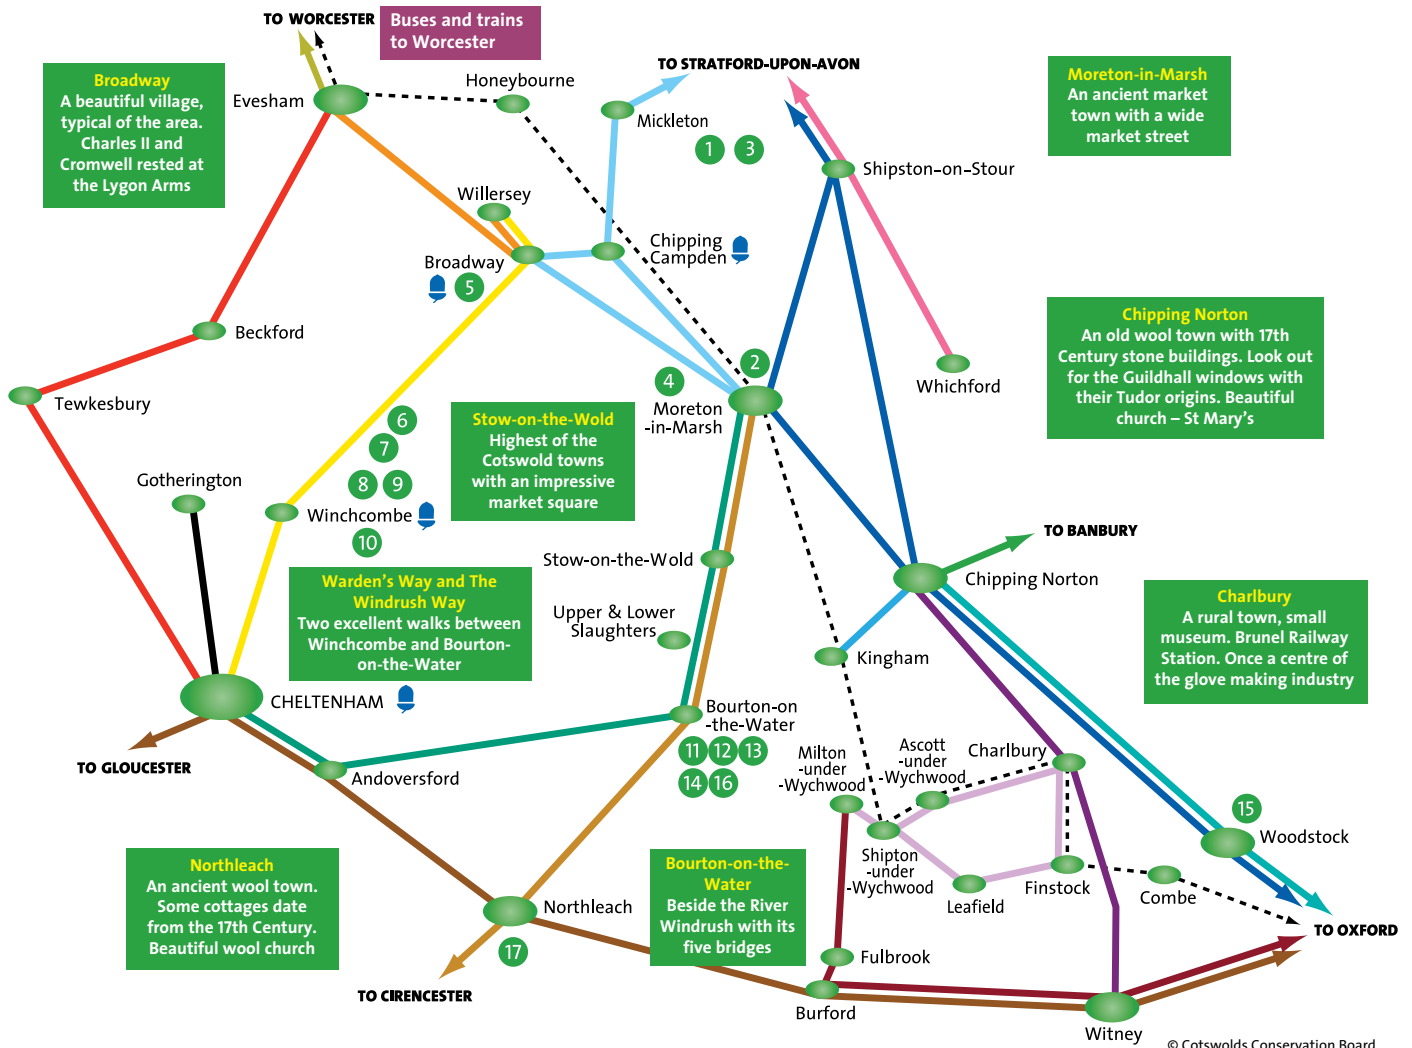 TO WORCESTER
Buses and trains
to Worcester
Broadway
A beautiful village,
typical of the area.
Charles II and
Cromwell rested at
the Lygon Arms
Evesham
Honeybourne
TO STRATFORD-UPON-AVON
Mickleton
1
3
Moreton-in-Marsh
An ancient market
town with a wide
market street
Shipston-on-Stour
Willersey
Broadway
5
Chipping
Campden
Beckford
Tewkesbury
2
4
Moreton
-in-Marsh
Whichford
Chipping Norton
An old wool town with 17th
Century stone buildings. Look out
for the Guildhall windows with
their Tudor origins. Beautiful
church – St Mary's
6
7
8
9
Winchcombe
10
Gotherington
Stow-on-the-Wold
Highest of the
Cotswold towns
with an impressive
market square
Stow-on-the-Wold
Upper & Lower
Slaughters
TO BANBURY
Chipping Norton
Kingham
Warden's Way and The
Windrush Way
Two excellent walks between
Winchcombe and Bourton-
on-the-Water
Charlbury
A rural town, small
museum. Brunel Railway
Station. Once a centre of
the glove making industry
CHELTENHAM
TO GLOUCESTER
Andoversford
Bourton-on
-the-Water
11
12
13
14
16
Milton
-under
-Wychwood
Ascott
-under
-Wychwood
Charlbury
15
Woodstock
Shipton
-under
-Wychwood
Leafield
Finstock
Combe
TO OXFORD
Northleach
An ancient wool town.
Some cottages date
from the 17th Century.
Beautiful wool church
Northleach
17
TO CIRENCESTER
Bourton-on-the-
Water
Beside the River
Windrush with its
five bridges
Fulbrook
Burford
Witney
© Cotswolds Conservation Board